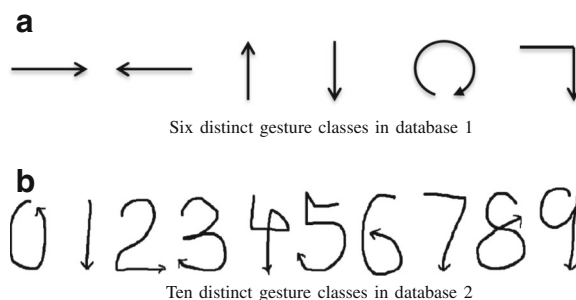 a
Six distinct gesture classes in database 1
b
0 1 2 3 4 5 6 7 8 9
Ten distinct gesture classes in database 2